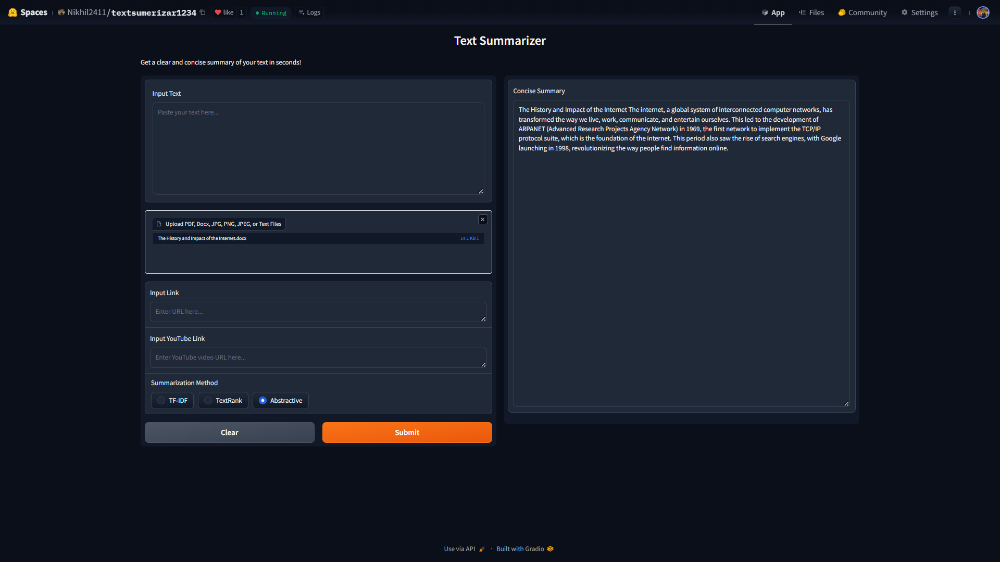 Spaces
Nikhil2411/textsumerizar1234
like 1
Running
Logs
App
Files
Community
Settings
Text Summarizer
Get a clear and concise summary of your text in seconds!
Input Text
Paste your text here...
Upload PDF, Docx, JPG, PNG, JPEG, or Text Files
The History and Impact of the Internet.docx
14.1 KB ↓
Input Link
Enter URL here...
Input YouTube Link
Enter YouTube video URL here...
Summarization Method
TF-IDF
TextRank
Abstractive
Clear
Submit
Concise Summary
The History and Impact of the Internet The internet, a global system of interconnected computer networks, has
transformed the way we live, work, communicate, and entertain ourselves. This led to the development of
ARPANET (Advanced Research Projects Agency Network) in 1969, the first network to implement the TCP/IP
protocol suite, which is the foundation of the internet. This period also saw the rise of search engines, with Google
launching in 1998, revolutionizing the way people find information online.
Use via API · Built with Gradio